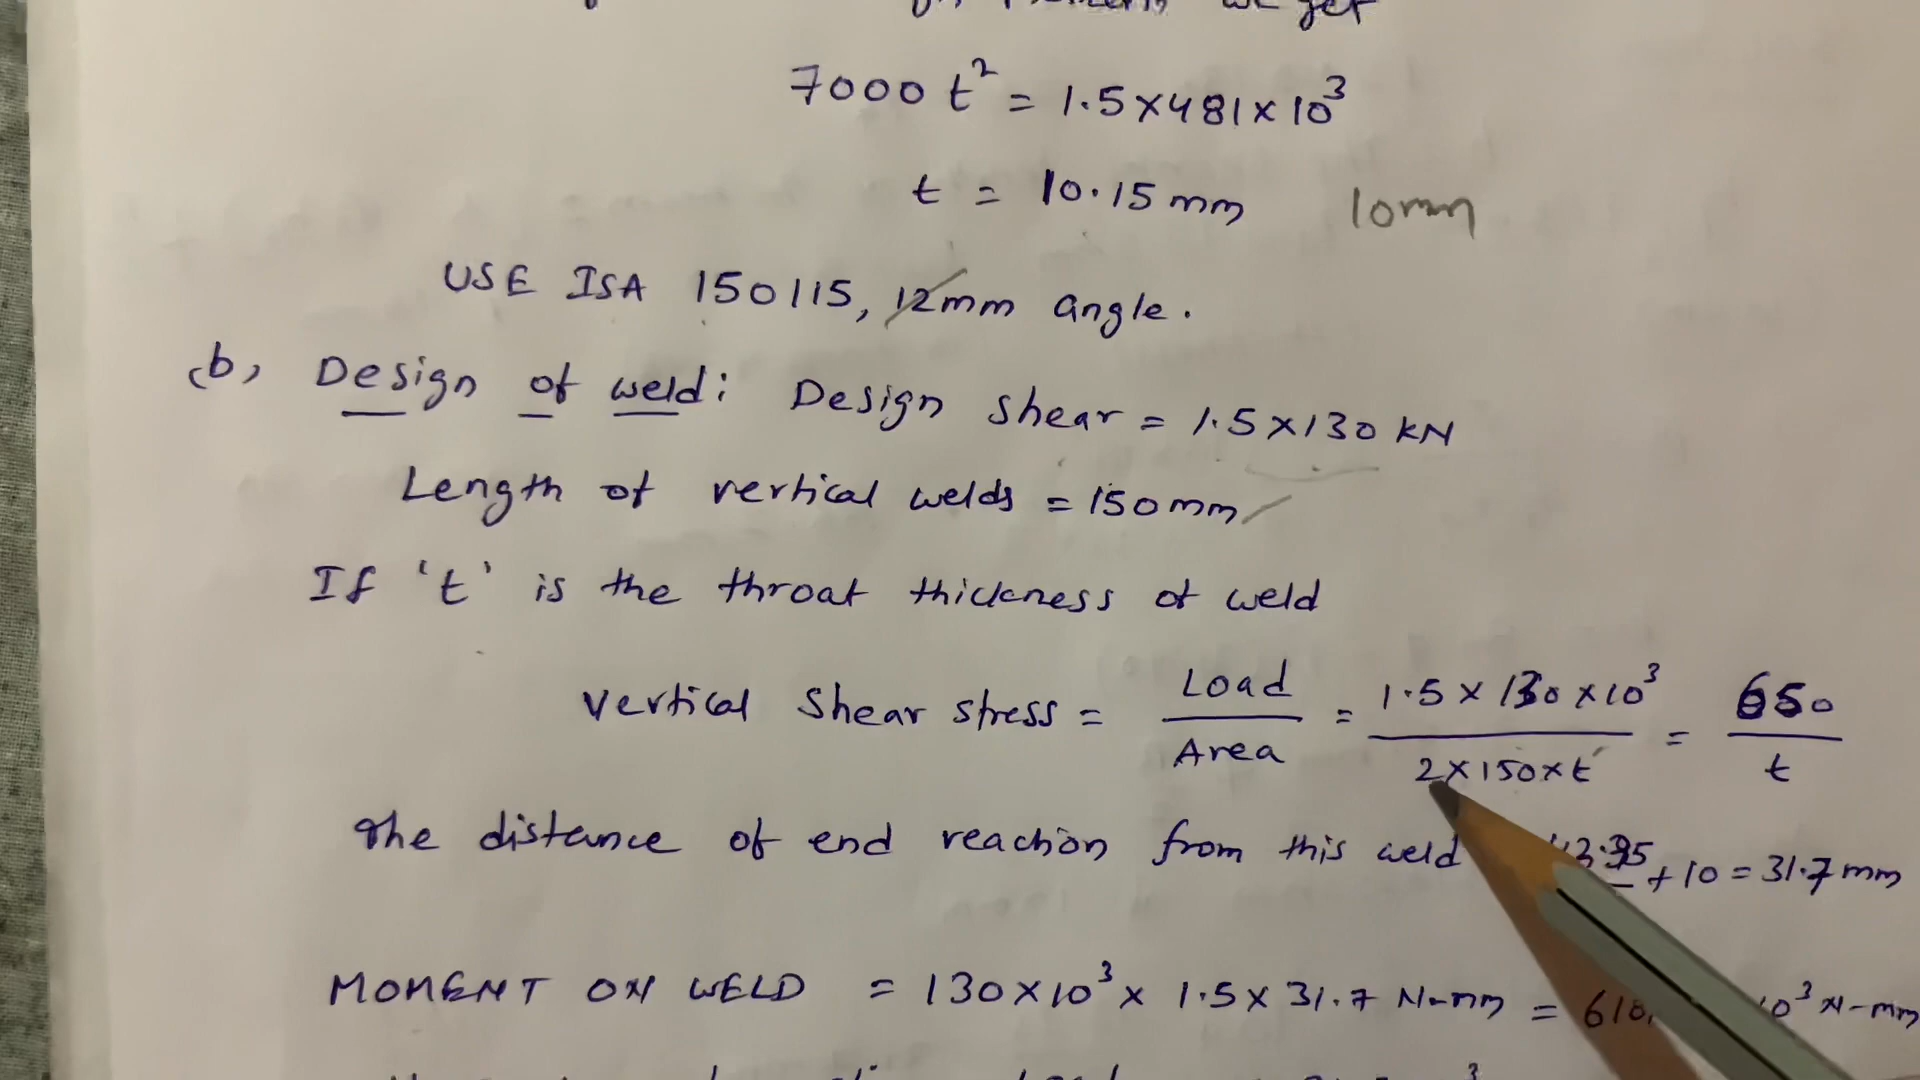 we get
7000 t² = 1.5×481×10³
t = 10.15 mm 10mm
USE ISA 150115, 12mm angle.
(b) Design of weld: Design shear = 1.5×130 kN
Length of vertical welds = 150mm
If 't' is the throat thickness of weld
Vertical Shear stress = Load / Area = 1.5 × 130 × 10³ / 2×150×t = 650 / t
The distance of end reaction from this weld + 10 = 31.7 mm
MOMENT ON WELD = 130×10³ × 1.5 × 31.7 N-mm = 10³ N-mm